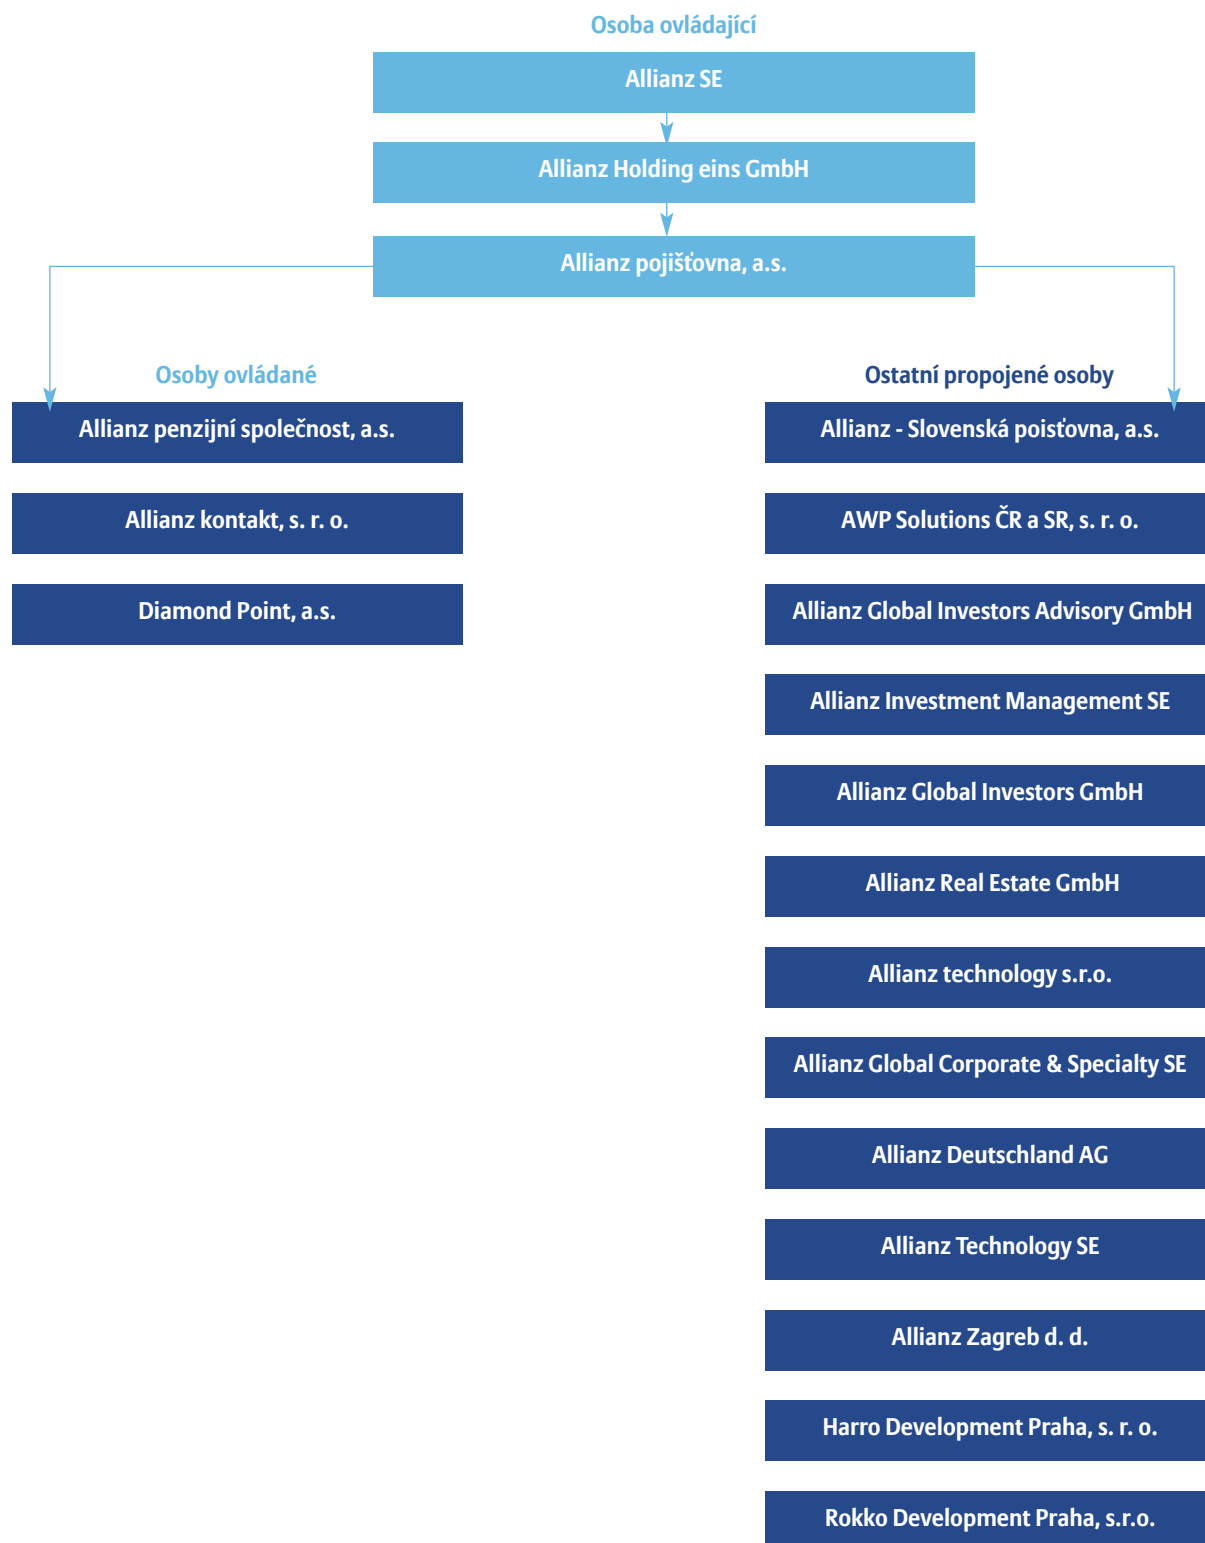 Osoba ovládající
Allianz SE
Allianz Holding eins GmbH
Allianz pojišťovna, a.s.
Osoby ovládané
Allianz penzijní společnost, a.s.
Allianz kontakt, s. r. o.
Diamond Point, a.s.
Ostatní propojené osoby
Allianz - Slovenská poisťovna, a.s.
AWP Solutions ČR a SR, s. r. o.
Allianz Global Investors Advisory GmbH
Allianz Investment Management SE
Allianz Global Investors GmbH
Allianz Real Estate GmbH
Allianz technology s.r.o.
Allianz Global Corporate & Specialty SE
Allianz Deutschland AG
Allianz Technology SE
Allianz Zagreb d. d.
Harro Development Praha, s. r. o.
Rokko Development Praha, s.r.o.